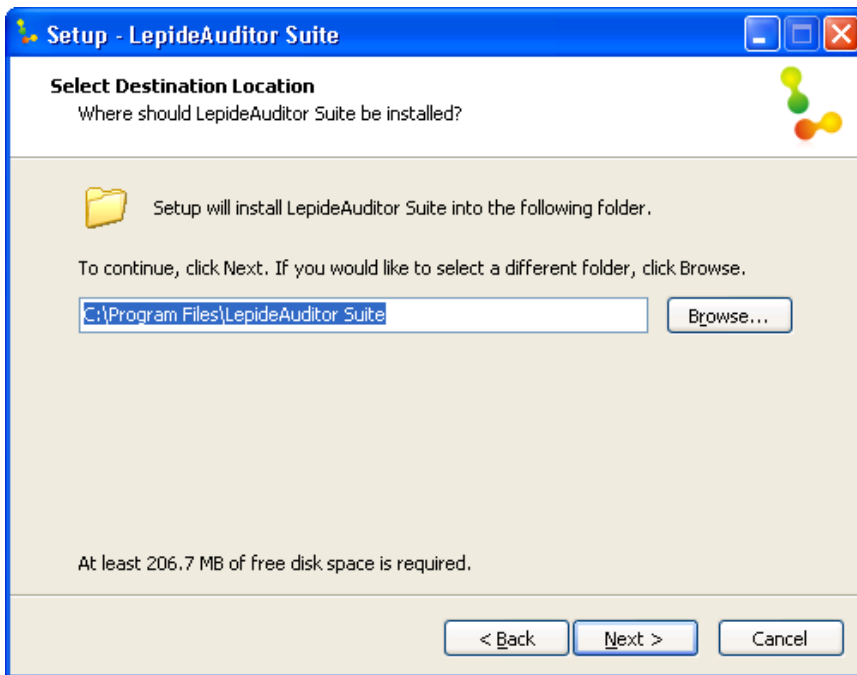 Setup - LepideAuditor Suite
Select Destination Location
Where should LepideAuditor Suite be installed?
Setup will install LepideAuditor Suite into the following folder.
To continue, click Next. If you would like to select a different folder, click Browse.
C:\Program Files\LepideAuditor Suite
Browse...
At least 206.7 MB of free disk space is required.
< Back
Next >
Cancel